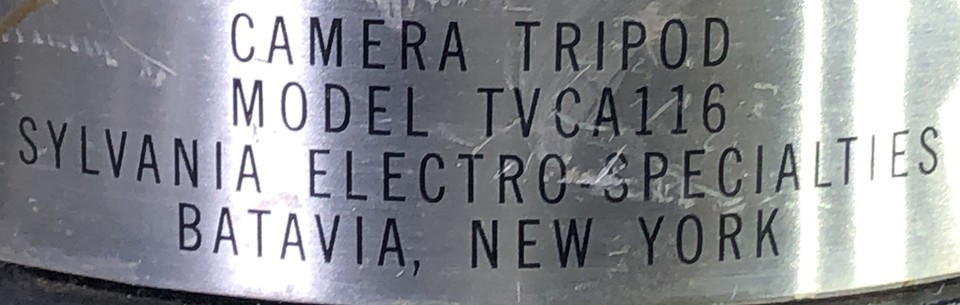 CAMERA TRIPOD
MODEL TVCA116
SYLVANIA ELECTRO-SPECIALTIES
BATAVIA, NEW YORK